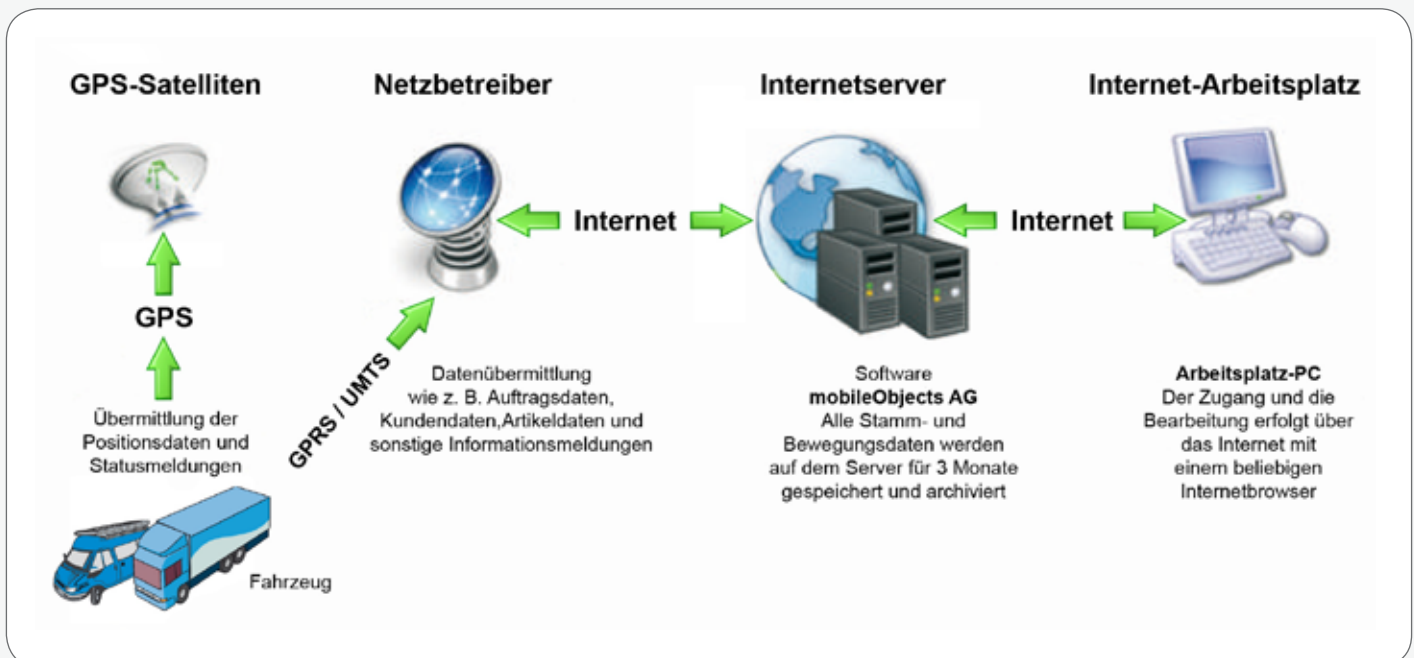 GPS-Satelliten
Netzbetreiber
Internetserver
Internet-Arbeitsplatz
Internet
Internet
GPS
GPRS / UMTS
Übermittlung der
Positionsdaten und
Statusmeldungen
Datenübermittlung
wie z. B. Auftragsdaten,
Kundendaten,Artikeldaten und
sonstige Informationsmeldungen
Software
mobileObjects AG
Alle Stamm- und
Bewegungsdaten werden
auf dem Server für 3 Monate
gespeichert und archiviert
Arbeitsplatz-PC
Der Zugang und die
Bearbeitung erfolgt über
das Internet mit
einem beliebigen
Internetbrowser
Fahrzeug